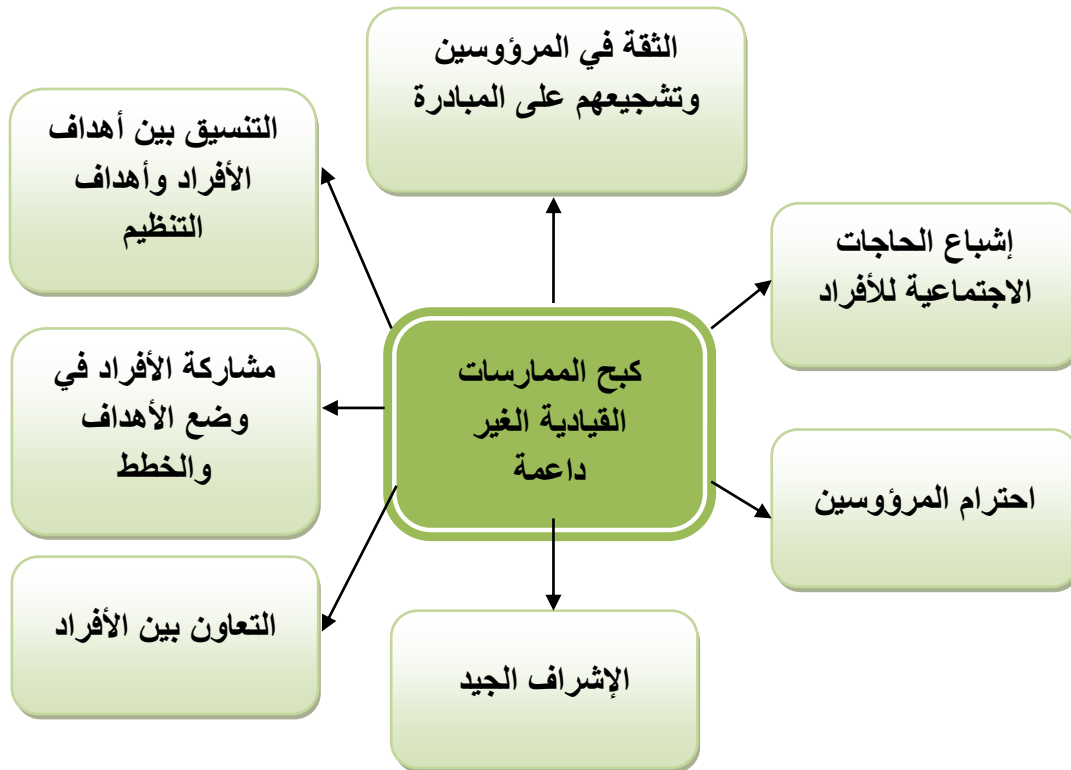 الثقة في المرؤوسين
وتشجيعهم على المبادرة
التنسيق بين أهداف
الأفراد وأهداف
التنظيم
إشباع الحاجات
الاجتماعية للأفراد
كبح الممارسات
القيادية الغير
داعمة
مشاركة الأفراد في
وضع الأهداف
والخطط
احترام المرؤوسين
التعاون بين الأفراد
الإشراف الجيد